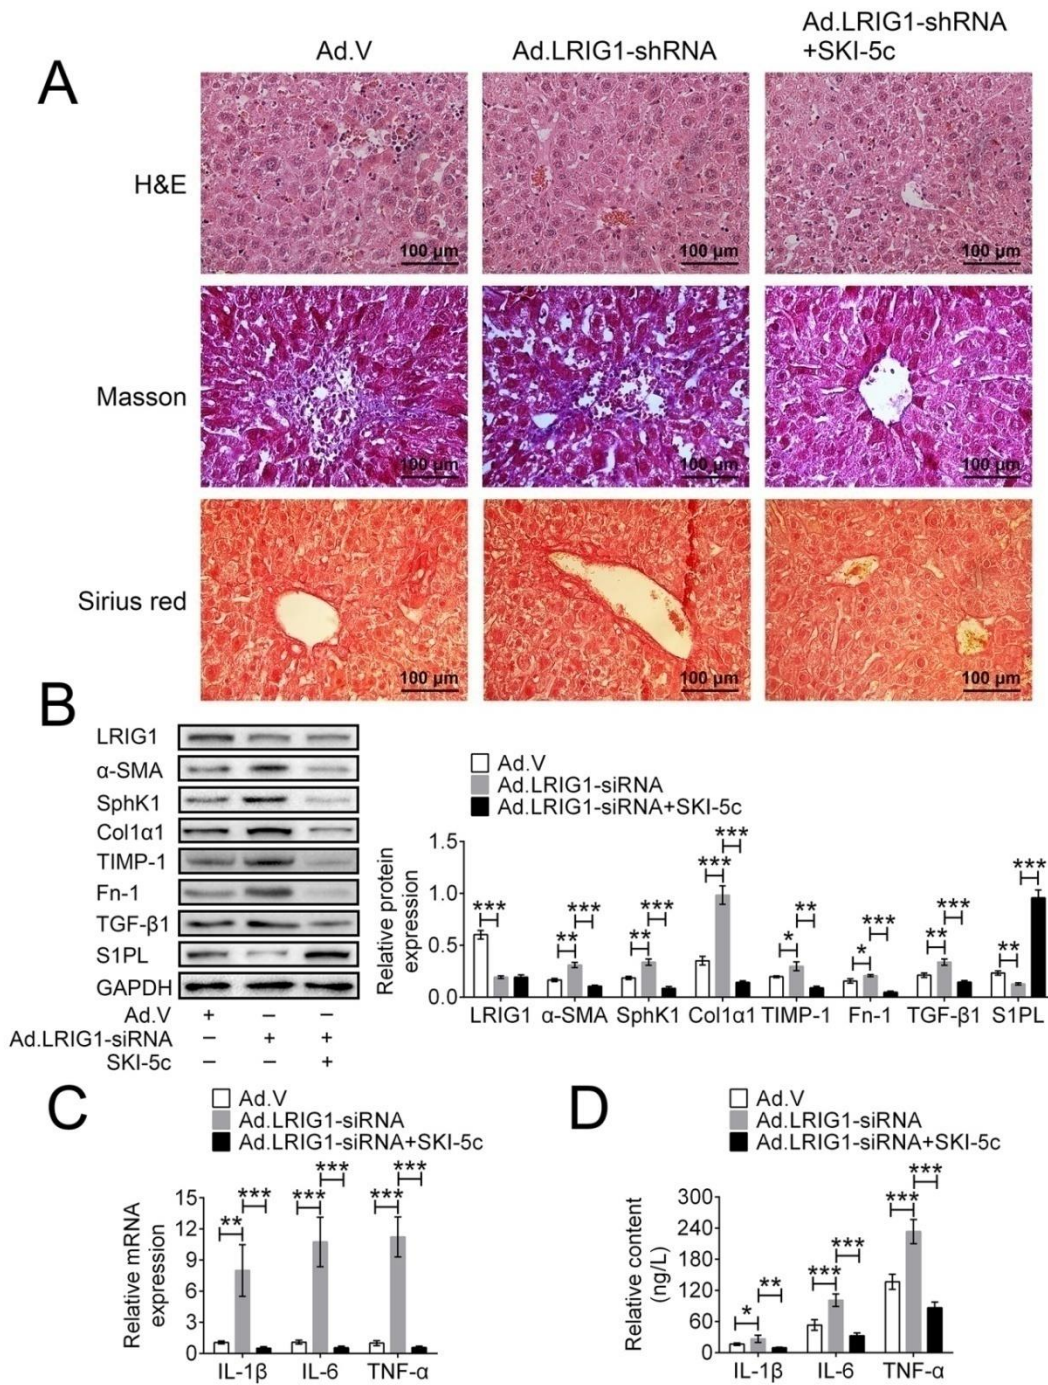 A
Ad.V
Ad.LRIG1-shRNA
Ad.LRIG1-shRNA
+SKI-5c
H&E
100 μm
100 μm
100 μm
Masson
100 μm
100 μm
100 μm
Sirius red
100 μm
100 μm
100 μm
B
LRIG1
α-SMA
SphK1
Col1α1
TIMP-1
Fn-1
TGF-β1
S1PL
GAPDH
Ad.V + − −
Ad.LRIG1-siRNA − + +
SKI-5c − − +
Ad.V
Ad.LRIG1-siRNA
Ad.LRIG1-siRNA+SKI-5c
Relative protein
expression
1.5
1.0
0.5
0.0
*** ** *** ** *** *** *** * ** * *** ** *** ** ***
LRIG1 α-SMA SphK1 Col1α1 TIMP-1 Fn-1 TGF-β1 S1PL
C
Ad.V
Ad.LRIG1-siRNA
Ad.LRIG1-siRNA+SKI-5c
Relative mRNA
expression
15
12
9
6
3
0
** *** *** *** *** ***
IL-1β IL-6 TNF-α
D
Ad.V
Ad.LRIG1-siRNA
Ad.LRIG1-siRNA+SKI-5c
Relative content
(ng/L)
300
240
180
120
60
0
* ** *** *** *** ***
IL-1β IL-6 TNF-α